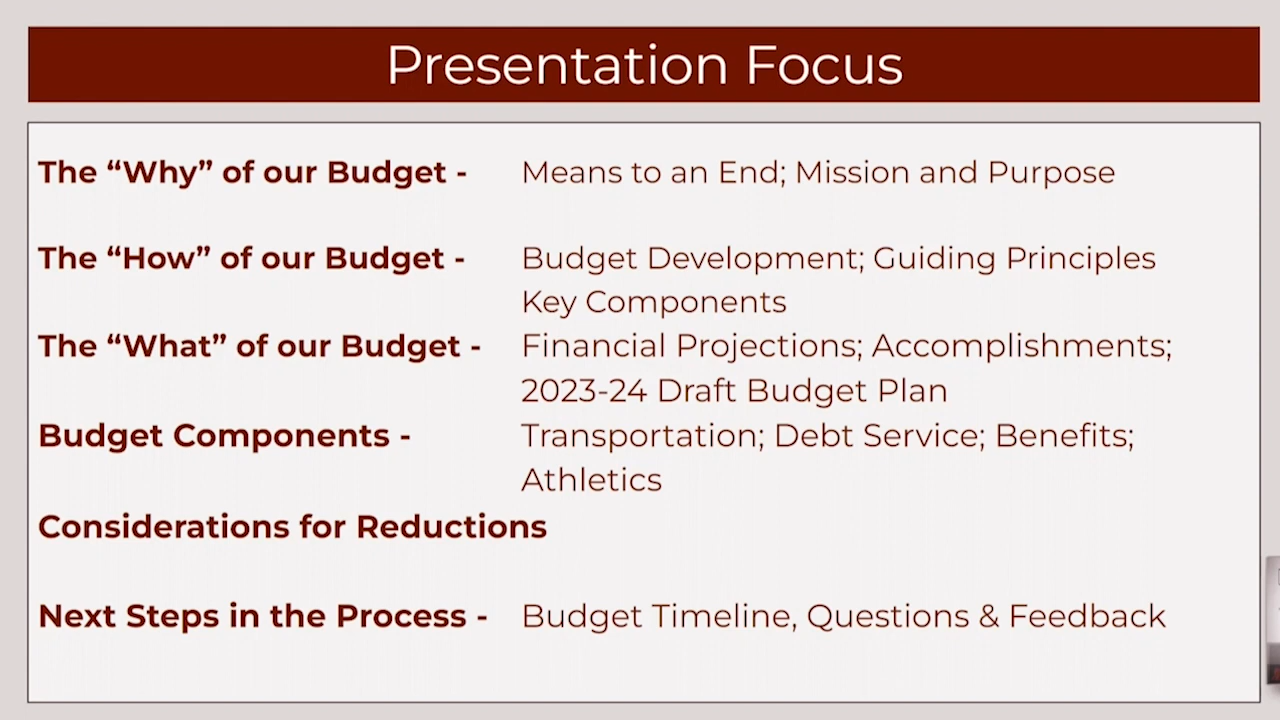 Presentation Focus
The “Why” of our Budget - Means to an End; Mission and Purpose
The “How” of our Budget - Budget Development; Guiding Principles
Key Components
The “What” of our Budget - Financial Projections; Accomplishments;
2023-24 Draft Budget Plan
Budget Components - Transportation; Debt Service; Benefits;
Athletics
Considerations for Reductions
Next Steps in the Process - Budget Timeline, Questions & Feedback